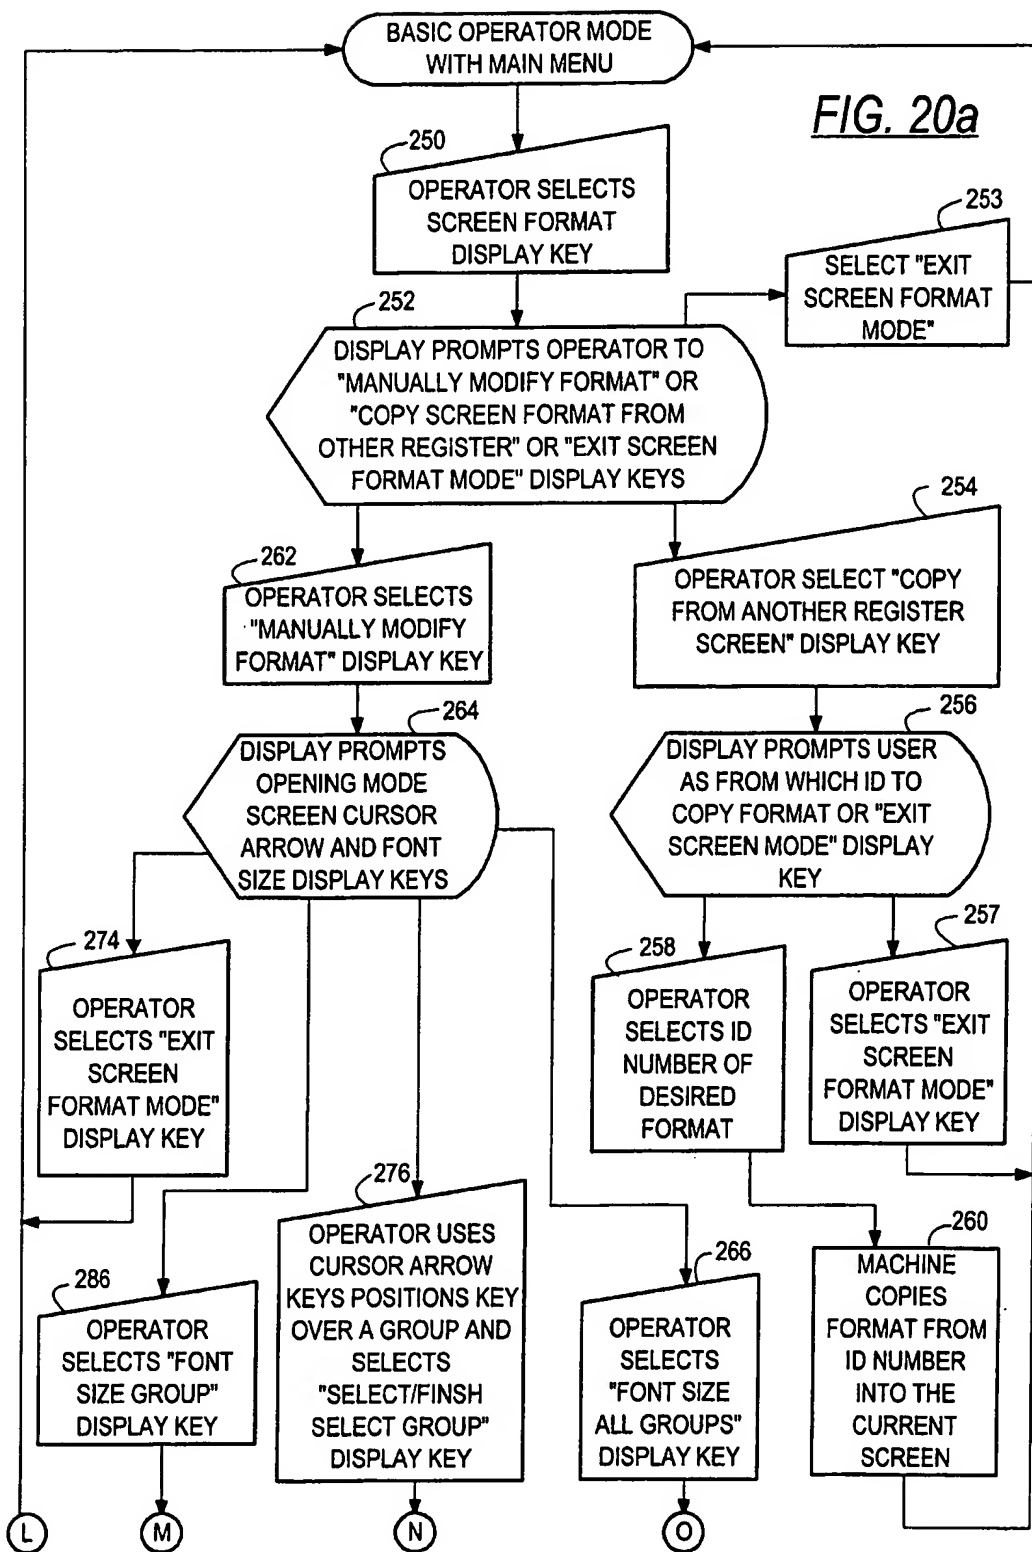 BASIC OPERATOR MODE
WITH MAIN MENU
FIG. 20a
250
OPERATOR SELECTS
SCREEN FORMAT
DISPLAY KEY
253
SELECT "EXIT
SCREEN FORMAT
MODE"
252
DISPLAY PROMPTS OPERATOR TO
"MANUALLY MODIFY FORMAT" OR
"COPY SCREEN FORMAT FROM
OTHER REGISTER" OR "EXIT SCREEN
FORMAT MODE" DISPLAY KEYS
262
OPERATOR SELECTS
"MANUALLY MODIFY
FORMAT" DISPLAY KEY
254
OPERATOR SELECT "COPY
FROM ANOTHER REGISTER
SCREEN" DISPLAY KEY
264
DISPLAY PROMPTS
OPENING MODE
SCREEN CURSOR
ARROW AND FONT
SIZE DISPLAY KEYS
256
DISPLAY PROMPTS USER
AS FROM WHICH ID TO
COPY FORMAT OR "EXIT
SCREEN MODE" DISPLAY
KEY
274
OPERATOR
SELECTS "EXIT
SCREEN
FORMAT MODE"
DISPLAY KEY
258
OPERATOR
SELECTS ID
NUMBER OF
DESIRED
FORMAT
257
OPERATOR
SELECTS "EXIT
SCREEN
FORMAT MODE"
DISPLAY KEY
286
OPERATOR
SELECTS "FONT
SIZE GROUP"
DISPLAY KEY
276
OPERATOR USES
CURSOR ARROW
KEYS POSITIONS KEY
OVER A GROUP AND
SELECTS
"SELECT/FINSH
SELECT GROUP"
DISPLAY KEY
266
OPERATOR
SELECTS
"FONT SIZE
ALL GROUPS"
DISPLAY KEY
260
MACHINE
COPIES
FORMAT FROM
ID NUMBER
INTO THE
CURRENT
SCREEN
L
M
N
O